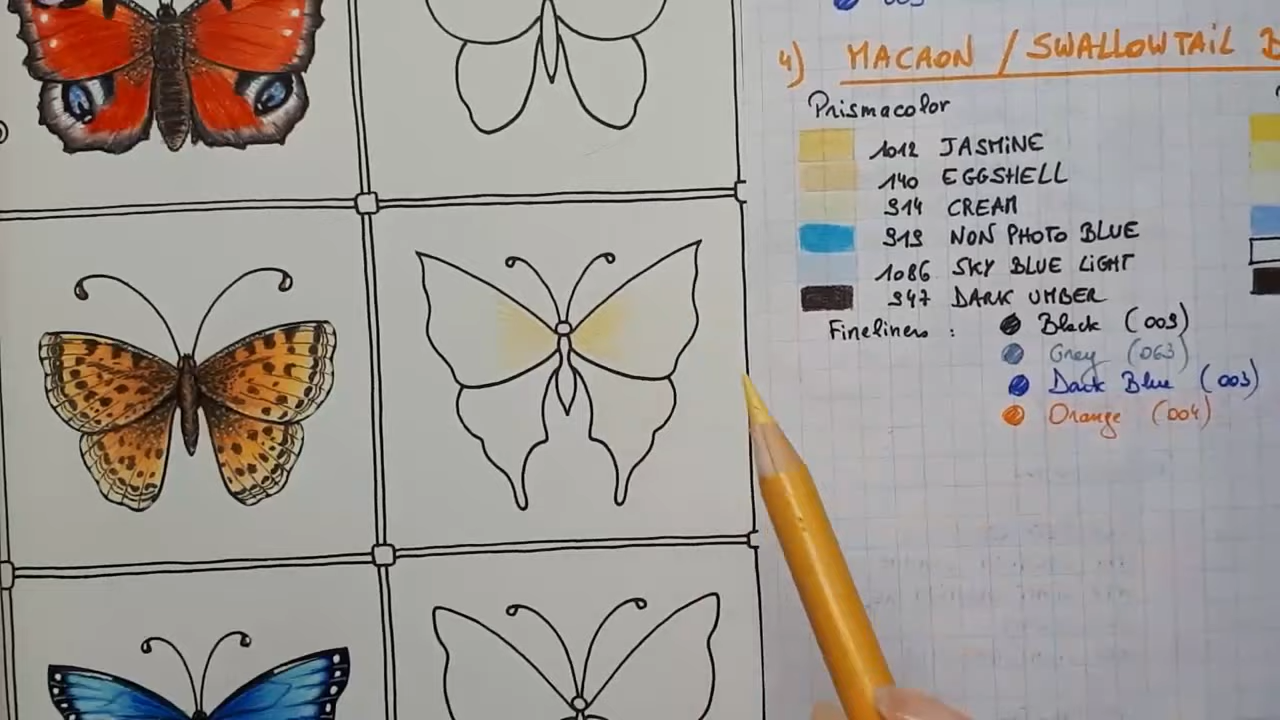 003
4) MACAON / SWALLOWTAIL B
Prismacolor
1012 JASMINE
140 EGGSHELL
914 CREAM
919 NON PHOTO BLUE
1086 SKY BLUE LIGHT
947 DARK UMBER
Fineliners : Black (009)
Grey (063)
Dark Blue (003)
Orange (004)